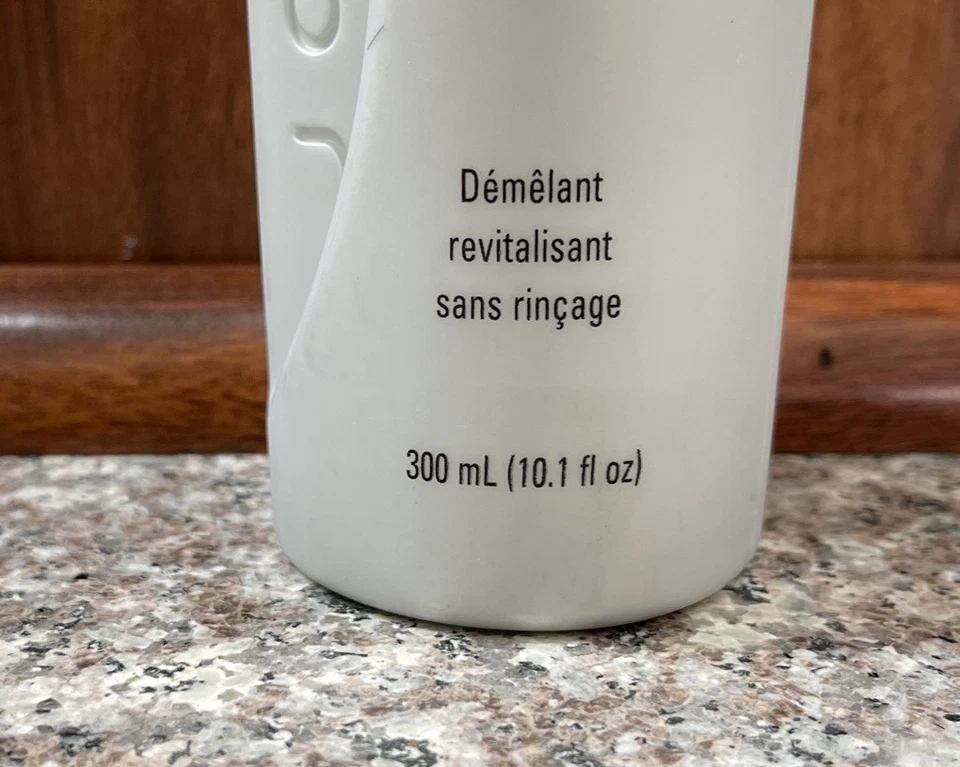 Démêlant
revitalisant
sans rinçage
300 mL (10.1 fl oz)